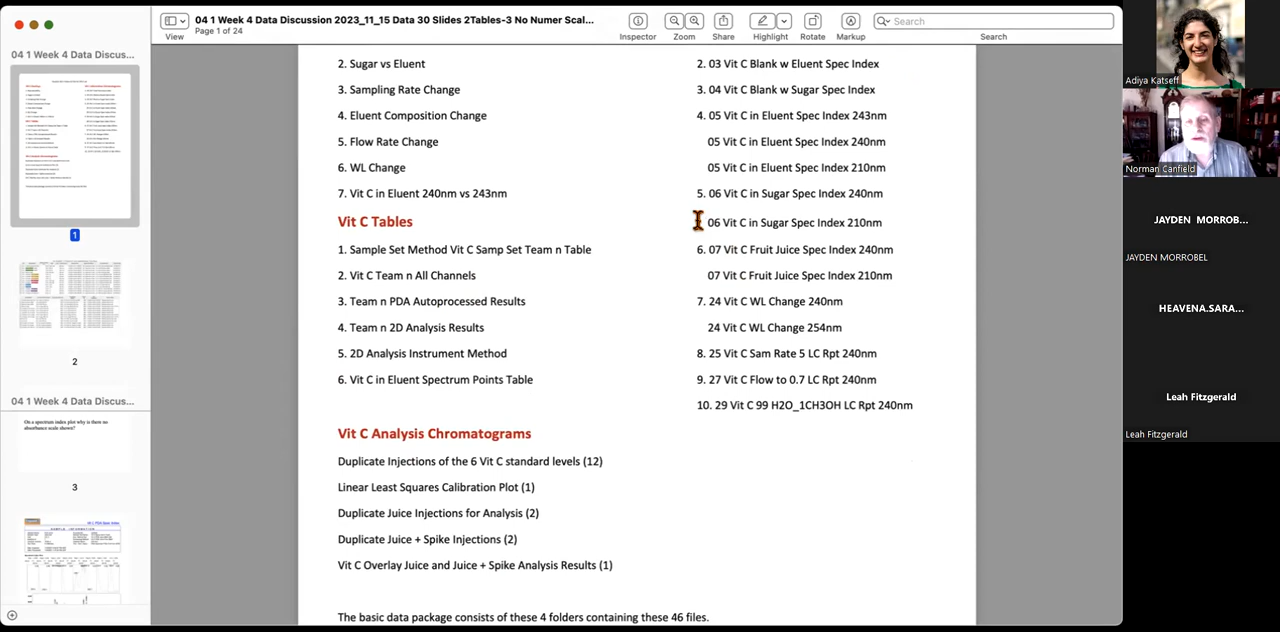 04 1 Week 4 Data Discussion 2023_11_15 Data 30 Slides 2Tables-3 No Numer Scal...
Page 1 of 24
View
Inspector
Zoom
Share
Highlight
Rotate
Markup
Search
Search
04 1 Week 4 Data Discus...
1
2
04 1 Week 4 Data Discus...
On a spectrum index plot why is there no
absorbance scale shown?
3
2. Sugar vs Eluent
3. Sampling Rate Change
4. Eluent Composition Change
5. Flow Rate Change
6. WL Change
7. Vit C in Eluent 240nm vs 243nm
Vit C Tables
1. Sample Set Method Vit C Samp Set Team n Table
2. Vit C Team n All Channels
3. Team n PDA Autoprocessed Results
4. Team n 2D Analysis Results
5. 2D Analysis Instrument Method
6. Vit C in Eluent Spectrum Points Table
2. 03 Vit C Blank w Eluent Spec Index
3. 04 Vit C Blank w Sugar Spec Index
4. 05 Vit C in Eluent Spec Index 243nm
05 Vit C in Eluent Spec Index 240nm
05 Vit C in Eluent Spec Index 210nm
5. 06 Vit C in Sugar Spec Index 240nm
06 Vit C in Sugar Spec Index 210nm
6. 07 Vit C Fruit Juice Spec Index 240nm
07 Vit C Fruit Juice Spec Index 210nm
7. 24 Vit C WL Change 240nm
24 Vit C WL Change 254nm
8. 25 Vit C Sam Rate 5 LC Rpt 240nm
9. 27 Vit C Flow to 0.7 LC Rpt 240nm
10. 29 Vit C 99 H2O_1CH3OH LC Rpt 240nm
Vit C Analysis Chromatograms
Duplicate Injections of the 6 Vit C standard levels (12)
Linear Least Squares Calibration Plot (1)
Duplicate Juice Injections for Analysis (2)
Duplicate Juice + Spike Injections (2)
Vit C Overlay Juice and Juice + Spike Analysis Results (1)
The basic data package consists of these 4 folders containing these 46 files.
Adiya Katseff
Norman Canfield
JAYDEN MORROB...
JAYDEN MORROBEL
HEAVENA.SARA...
Leah Fitzgerald
Leah Fitzgerald